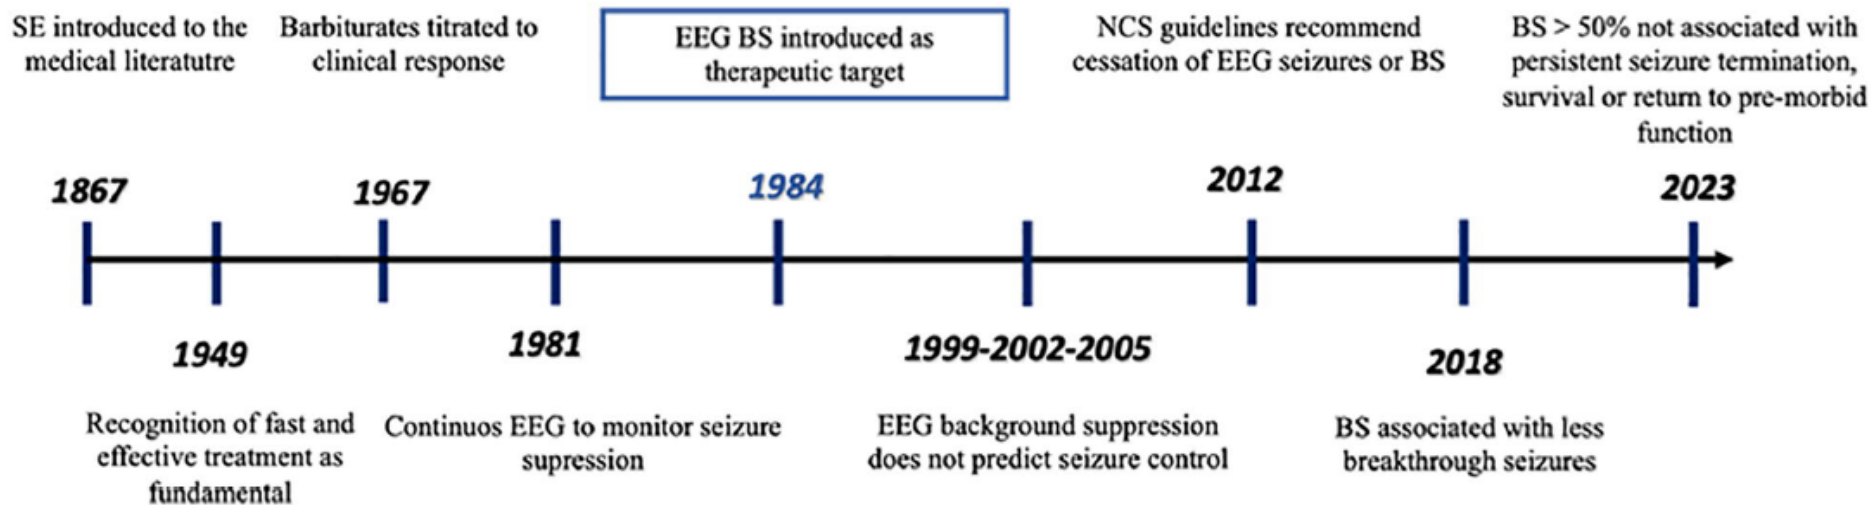 SE introduced to the
medical literatutre
Barbiturates titrated to
clinical response
EEG BS introduced as
therapeutic target
NCS guidelines recommend
cessation of EEG seizures or BS
BS > 50% not associated with
persistent seizure termination,
survival or return to pre-morbid
function
1867
1967
1984
2012
2023
1949
1981
1999-2002-2005
2018
Recognition of fast and
effective treatment as
fundamental
Continuos EEG to monitor seizure
supression
EEG background suppression
does not predict seizure control
BS associated with less
breakthrough seizures